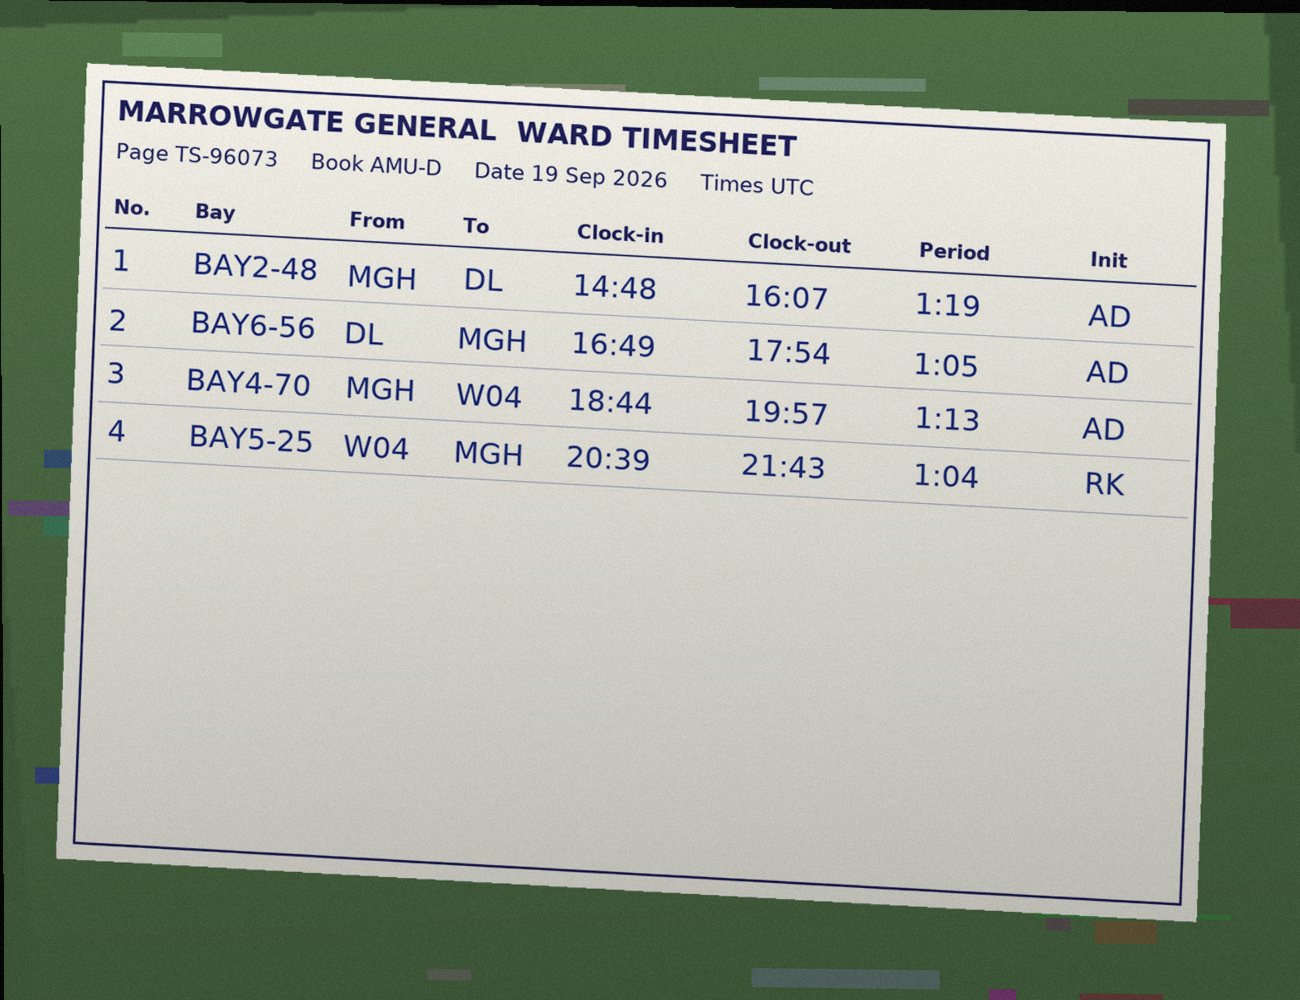 MARROWGATE GENERAL WARD TIMESHEET
Page TS-96073 Book AMU-D Date 19 Sep 2026 Times UTC
No. Bay From To Clock-in Clock-out Period Init
1 BAY2-48 MGH DL 14:48 16:07 1:19 AD
2 BAY6-56 DL MGH 16:49 17:54 1:05 AD
3 BAY4-70 MGH W04 18:44 19:57 1:13 AD
4 BAY5-25 W04 MGH 20:39 21:43 1:04 RK